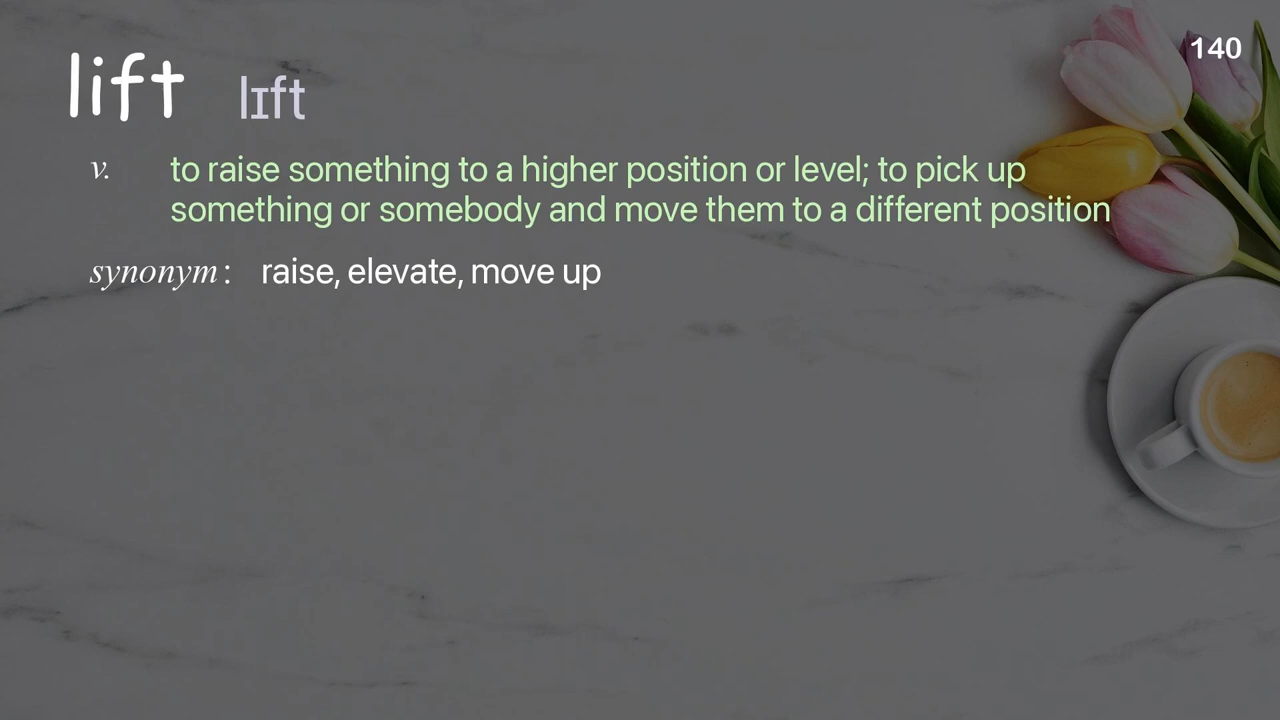 140
lift lɪft
v. to raise something to a higher position or level; to pick up
something or somebody and move them to a different position
synonym : raise, elevate, move up